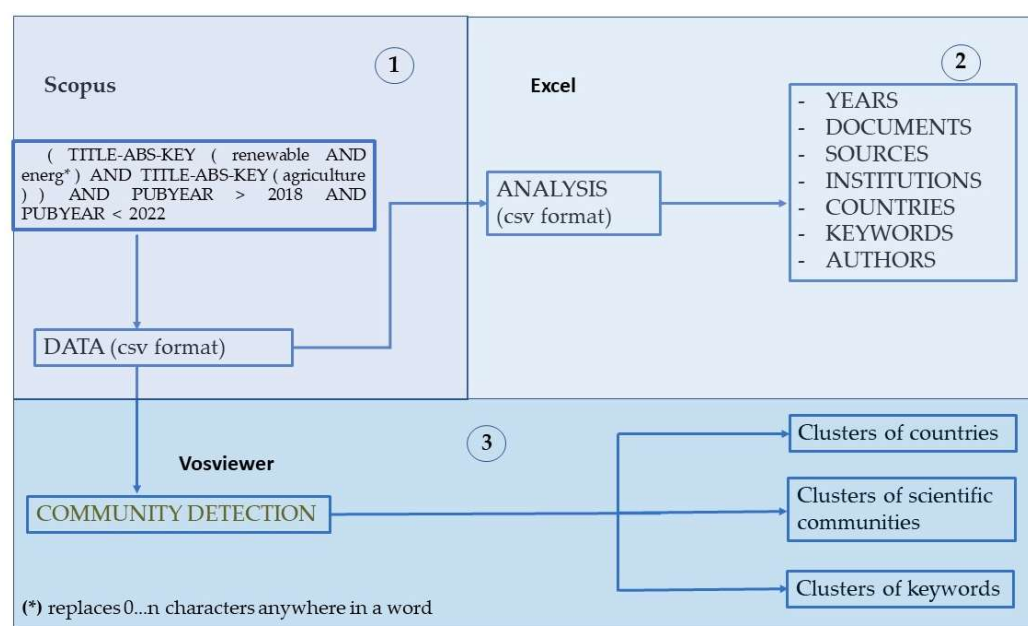 1
Scopus
( TITLE-ABS-KEY ( renewable AND
energ* ) AND TITLE-ABS-KEY ( agriculture
) ) AND PUBYEAR > 2018 AND
PUBYEAR < 2022
DATA (csv format)
2
Excel
ANALYSIS
(csv format)
- YEARS
- DOCUMENTS
- SOURCES
- INSTITUTIONS
- COUNTRIES
- KEYWORDS
- AUTHORS
3
Vosviewer
COMMUNITY DETECTION
Clusters of countries
Clusters of scientific
communities
Clusters of keywords
(*) replaces 0...n characters anywhere in a word